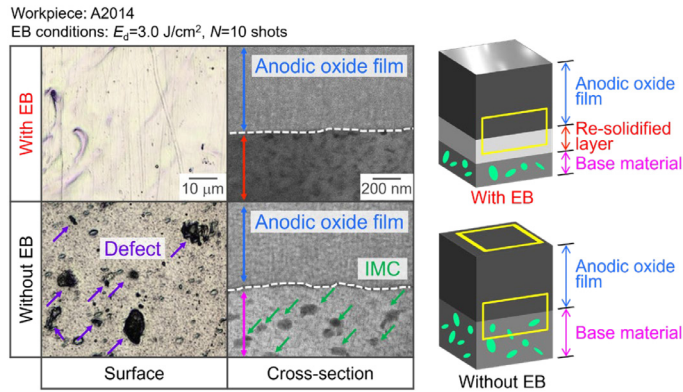 Workpiece: A2014
EB conditions: E_d=3.0 J/cm², N=10 shots
With EB
Anodic oxide film
10 μm
200 nm
Without EB
Defect
Anodic oxide film
IMC
Surface
Cross-section
Anodic oxide
film
Re-solidified
layer
Base material
With EB
Anodic oxide
film
Base material
Without EB